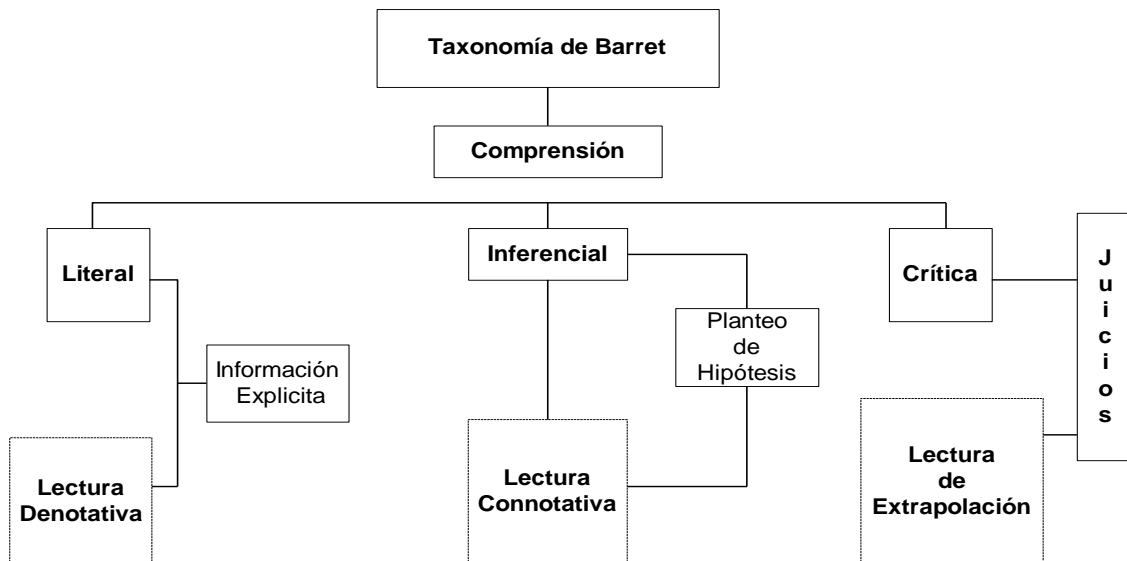 Taxonomía de Barret
Comprensión
Literal
Inferencial
Crítica
J
u
i
c
i
o
s
Información
Explicita
Planteo
de
Hipótesis
Lectura
Denotativa
Lectura
Connotativa
Lectura
de
Extrapolación